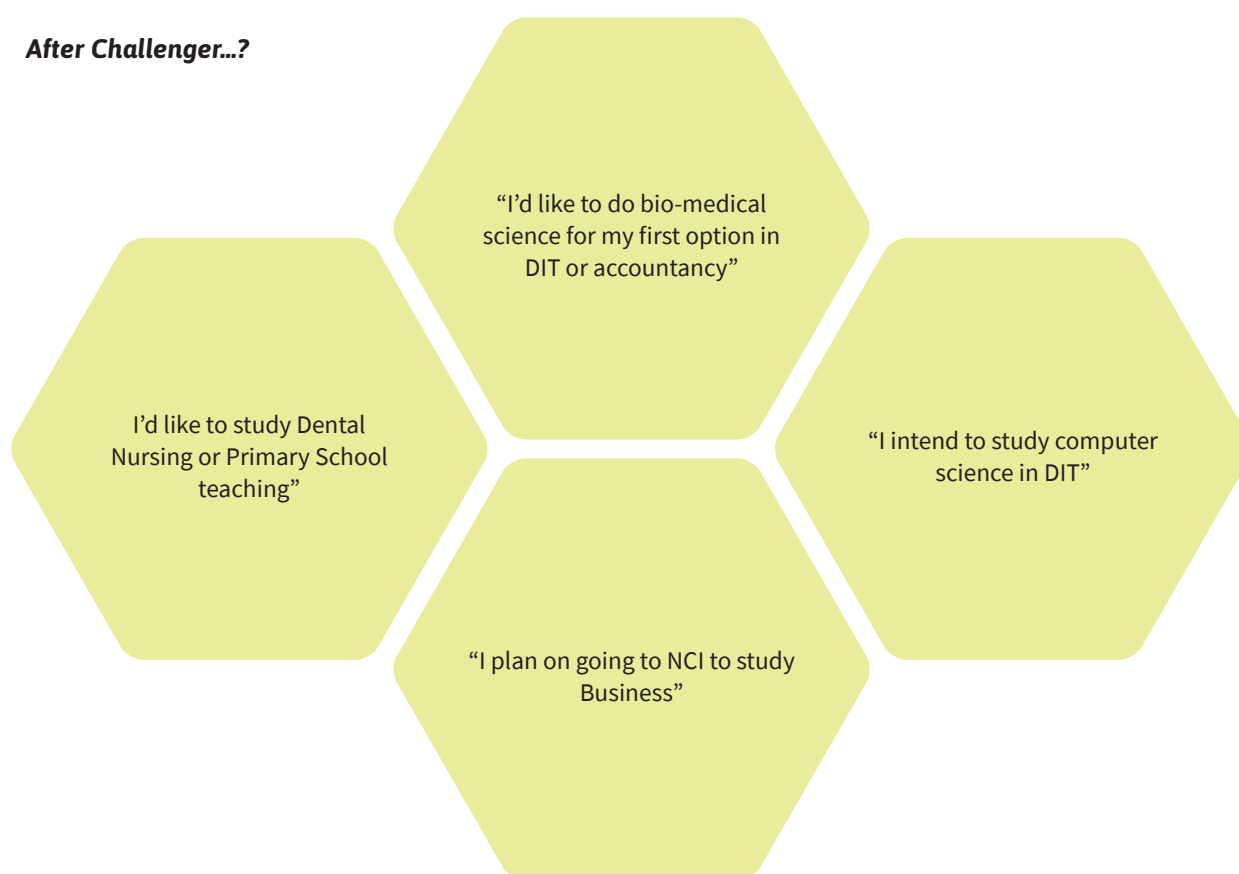 After Challenger...?
“I’d like to do bio-medical
science for my first option in
DIT or accountancy”
I’d like to study Dental
Nursing or Primary School
teaching”
“I intend to study computer
science in DIT”
“I plan on going to NCI to study
Business”